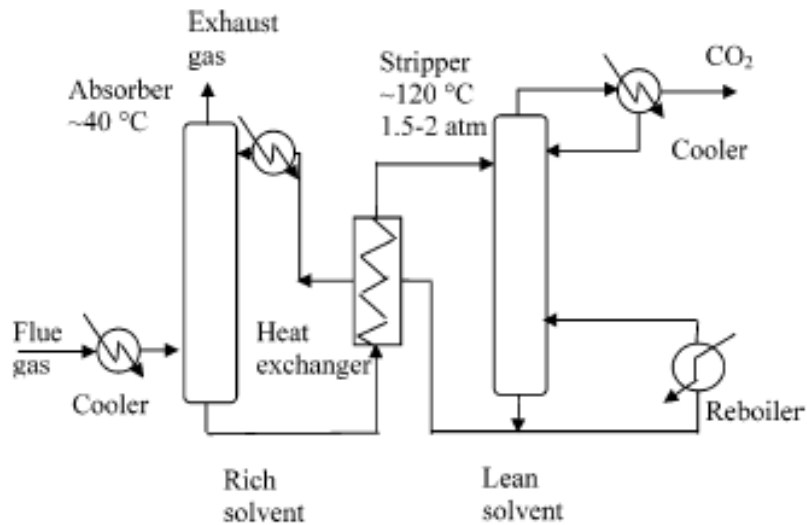 Exhaust
gas
Absorber
~40 °C
Stripper
~120 °C
1.5-2 atm
CO₂
Cooler
Flue
gas
Cooler
Heat
exchanger
Reboiler
Rich
solvent
Lean
solvent